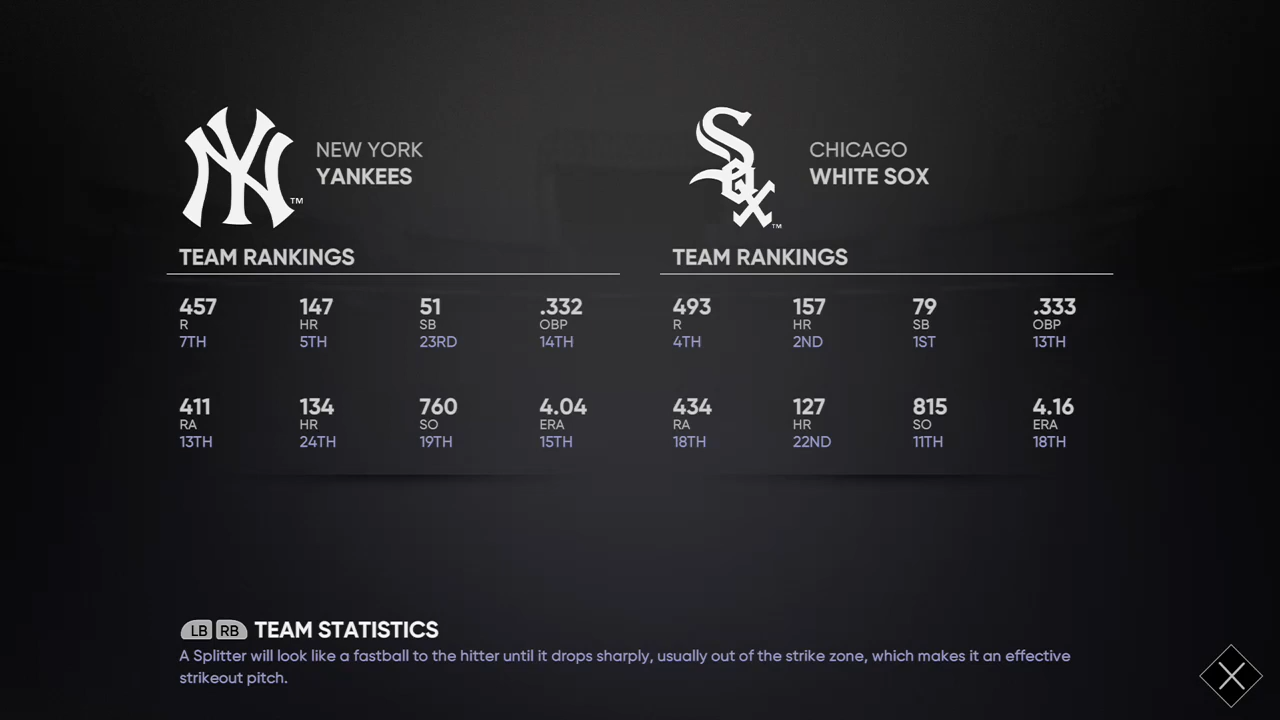 NY TM
NEW YORK
YANKEES
Sox TM
CHICAGO
WHITE SOX
TEAM RANKINGS
TEAM RANKINGS
457 147 51 .332
R HR SB OBP
7TH 5TH 23RD 14TH
411 134 760 4.04
RA HR SO ERA
13TH 24TH 19TH 15TH
493 157 79 .333
R HR SB OBP
4TH 2ND 1ST 13TH
434 127 815 4.16
RA HR SO ERA
18TH 22ND 11TH 18TH
LB RB TEAM STATISTICS
A Splitter will look like a fastball to the hitter until it drops sharply, usually out of the strike zone, which makes it an effective
strikeout pitch.